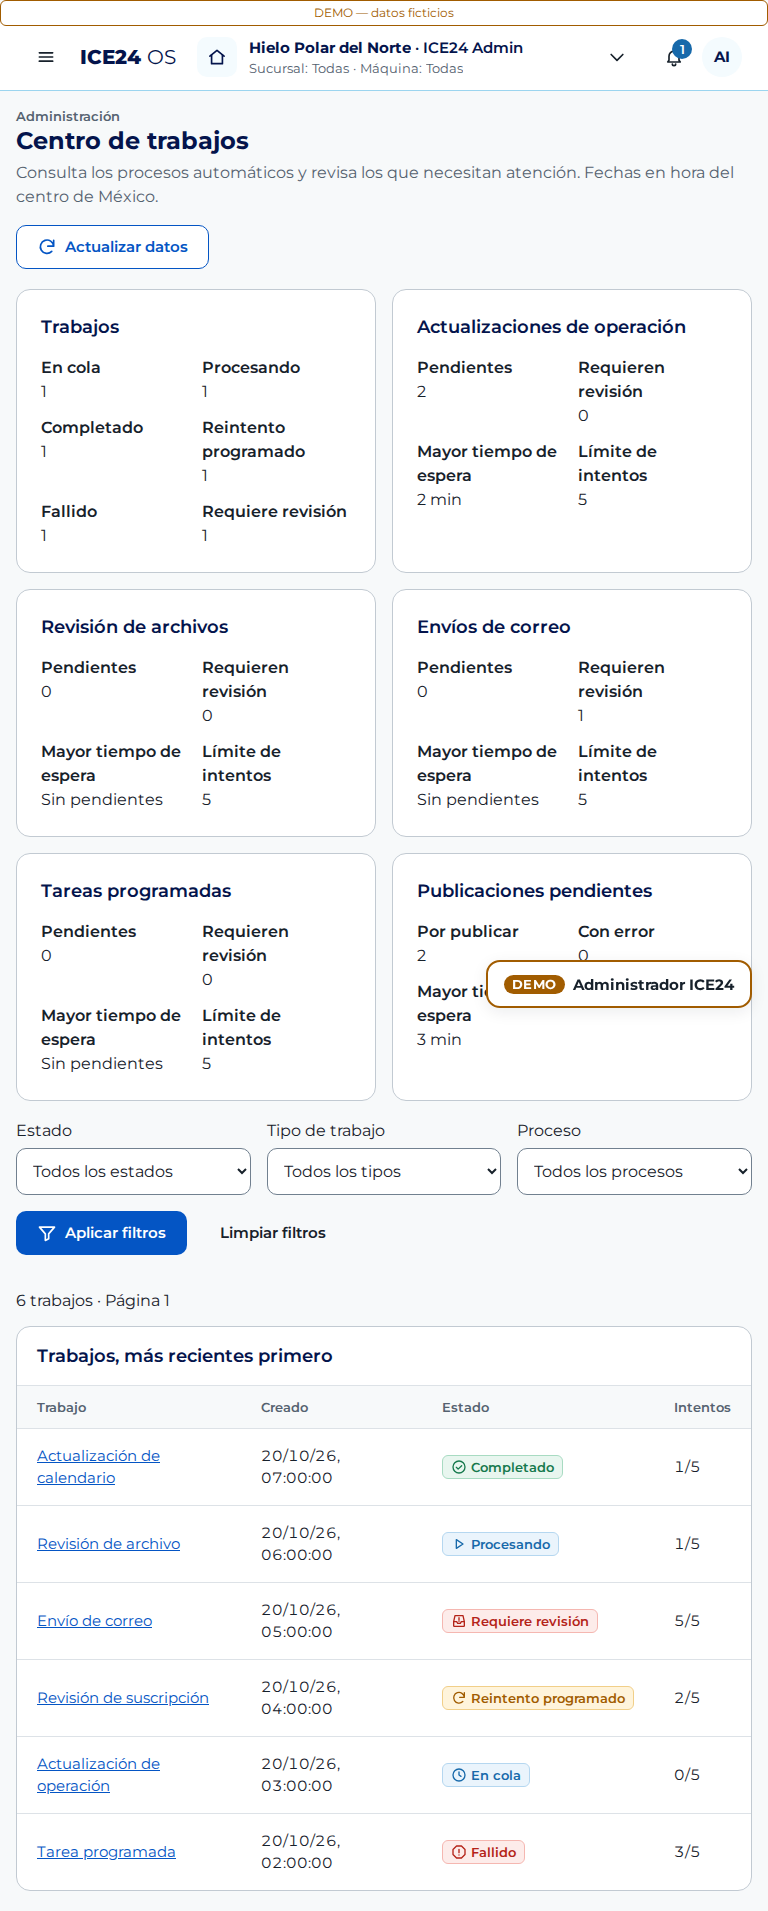 DEMO — datos ficticios
ICE24 OS
Hielo Polar del Norte · ICE24 Admin
Sucursal: Todas · Máquina: Todas
1
AI
Administración
Centro de trabajos
Consulta los procesos automáticos y revisa los que necesitan atención. Fechas en hora del
centro de México.
Actualizar datos
Trabajos
En cola
1
Procesando
1
Completado
1
Reintento
programado
1
Fallido
1
Requiere revisión
1
Actualizaciones de operación
Pendientes
2
Requieren
revisión
0
Mayor tiempo de
espera
2 min
Límite de
intentos
5
Revisión de archivos
Pendientes
0
Requieren
revisión
0
Mayor tiempo de
espera
Sin pendientes
Límite de
intentos
5
Envíos de correo
Pendientes
0
Requieren
revisión
1
Mayor tiempo de
espera
Sin pendientes
Límite de
intentos
5
Tareas programadas
Pendientes
0
Requieren
revisión
0
Mayor tiempo de
espera
Sin pendientes
Límite de
intentos
5
Publicaciones pendientes
Por publicar
2
Con error
0
Mayor
espera
3 min
DEMO Administrador ICE24
Estado
Todos los estados
Tipo de trabajo
Todos los tipos
Proceso
Todos los procesos
Aplicar filtros
Limpiar filtros
6 trabajos · Página 1
Trabajos, más recientes primero
Trabajo Creado Estado Intentos
Actualización de
calendario
20/10/26,
07:00:00
Completado
1/5
Revisión de archivo
20/10/26,
06:00:00
Procesando
1/5
Envío de correo
20/10/26,
05:00:00
Requiere revisión
5/5
Revisión de suscripción
20/10/26,
04:00:00
Reintento programado
2/5
Actualización de
operación
20/10/26,
03:00:00
En cola
0/5
Tarea programada
20/10/26,
02:00:00
Fallido
3/5